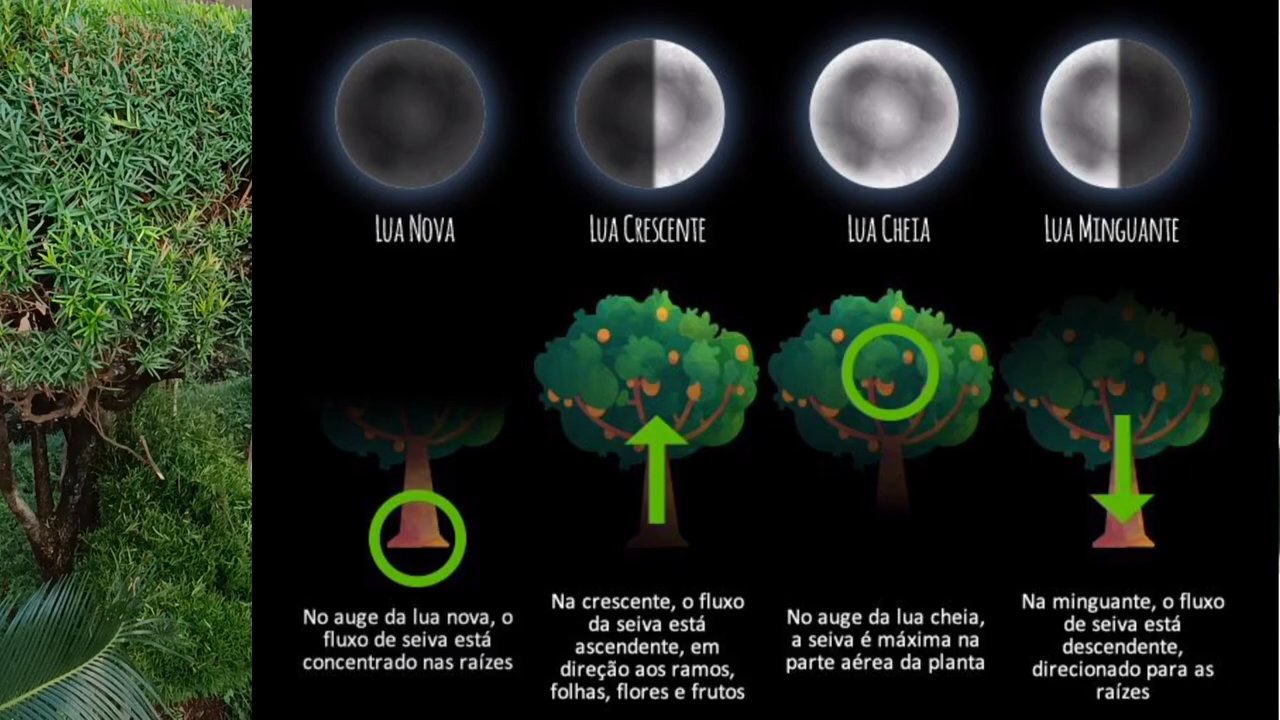 LUA NOVA
LUA CRESCENTE
LUA CHEIA
LUA MINGUANTE
No auge da lua nova, o
fluxo de seiva está
concentrado nas raízes
Na crescente, o fluxo
da seiva está
ascendente, em
direção aos ramos,
folhas, flores e frutos
No auge da lua cheia,
a seiva é máxima na
parte aérea da planta
Na minguante, o fluxo
de seiva está
descendente,
direcionado para as
raízes